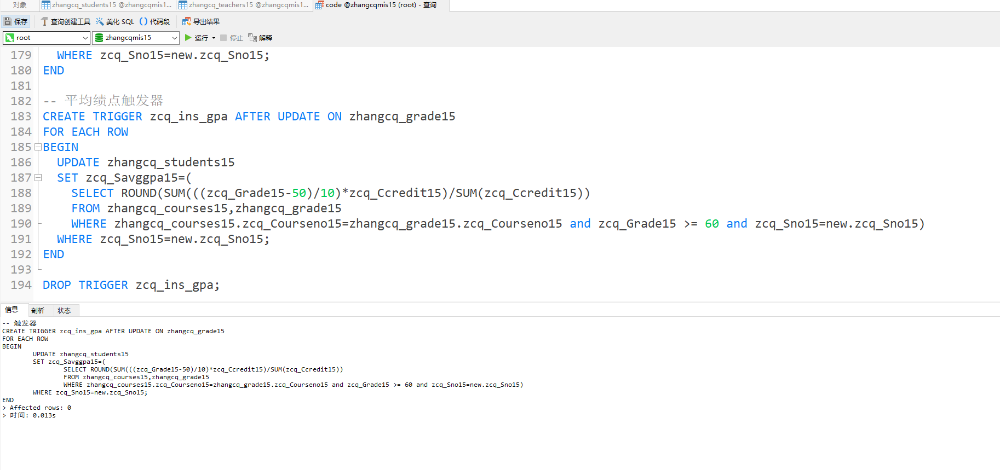 对象 zhangcq_students15 @zhangcqmis1... zhangcq_teachers15 @zhangcqmis1... code @zhangcqmis15 (root) - 查询
保存 查询创建工具 美化 SQL () 代码段 导出结果
root zhangcqmis15 运行 停止 解释
179 WHERE zcq_Sno15=new.zcq_Sno15;
180 END
181
182 -- 平均绩点触发器
183 CREATE TRIGGER zcq_ins_gpa AFTER UPDATE ON zhangcq_grade15
184 FOR EACH ROW
185 BEGIN
186 UPDATE zhangcq_students15
187 SET zcq_Savggpa15=(
188 SELECT ROUND(SUM(((zcq_Grade15-50)/10)*zcq_Ccredit15)/SUM(zcq_Ccredit15))
189 FROM zhangcq_courses15,zhangcq_grade15
190 WHERE zhangcq_courses15.zcq_Courseno15=zhangcq_grade15.zcq_Courseno15 and zcq_Grade15 >= 60 and zcq_Sno15=new.zcq_Sno15)
191 WHERE zcq_Sno15=new.zcq_Sno15;
192 END
193
194 DROP TRIGGER zcq_ins_gpa;
信息 剖析 状态
-- 触发器
CREATE TRIGGER zcq_ins_gpa AFTER UPDATE ON zhangcq_grade15
FOR EACH ROW
BEGIN
UPDATE zhangcq_students15
SET zcq_Savggpa15=(
SELECT ROUND(SUM(((zcq_Grade15-50)/10)*zcq_Ccredit15)/SUM(zcq_Ccredit15))
FROM zhangcq_courses15,zhangcq_grade15
WHERE zhangcq_courses15.zcq_Courseno15=zhangcq_grade15.zcq_Courseno15 and zcq_Grade15 >= 60 and zcq_Sno15=new.zcq_Sno15)
WHERE zcq_Sno15=new.zcq_Sno15;
END
> Affected rows: 0
> 时间: 0.013s